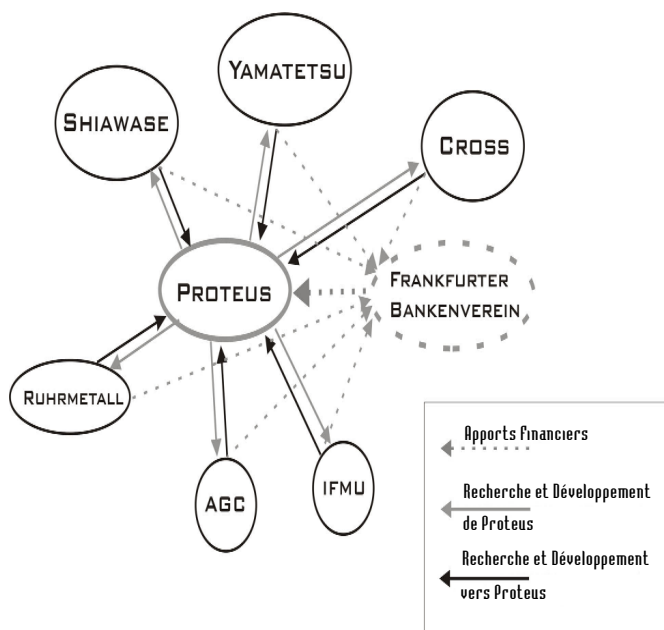 YAMATETSU
SHIAWASE
CROSS
PROTEUS
FRANKFURTER
BANKENVEREIN
RUHRMETALL
AGC
IFMU
Apports financiers
Recherche et Développement
de Proteus
Recherche et Développement
vers Proteus